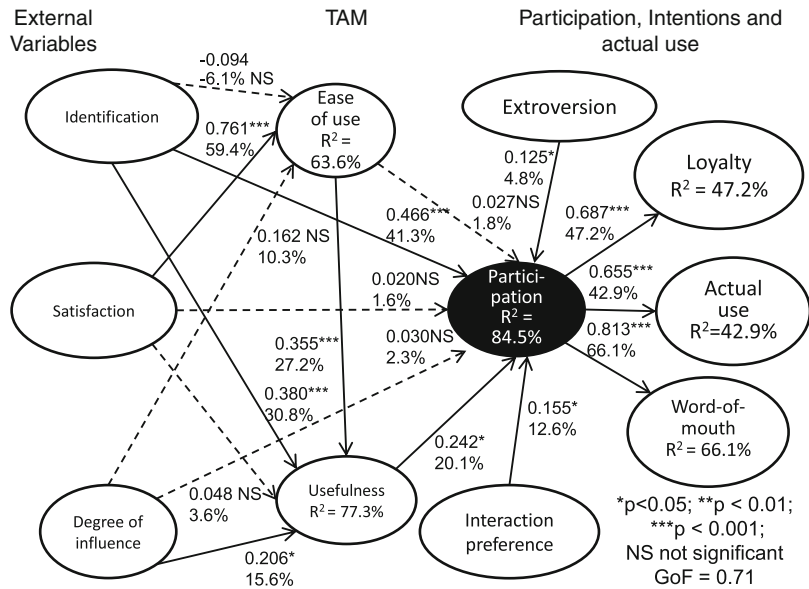 External
Variables
TAM
Participation, Intentions and
actual use
-0.094
-6.1% NS
Identification
Ease
of use
R² =
63.6%
Extroversion
0.761***
59.4%
0.125*
4.8%
Loyalty
R² = 47.2%
0.027NS
1.8%
0.466***
41.3%
0.687***
47.2%
0.162 NS
10.3%
0.020NS
1.6%
Satisfaction
Partici-
pation
R² =
84.5%
0.655***
42.9%
Actual
use
R²=42.9%
0.030NS
2.3%
0.813***
66.1%
0.355***
27.2%
0.380***
30.8%
0.155*
12.6%
Word-of-
mouth
R² = 66.1%
0.242*
20.1%
0.048 NS
3.6%
Usefulness
R² = 77.3%
Degree of
influence
Interaction
preference
0.206*
15.6%
*p<0.05; **p < 0.01;
***p < 0.001;
NS not significant
GoF = 0.71